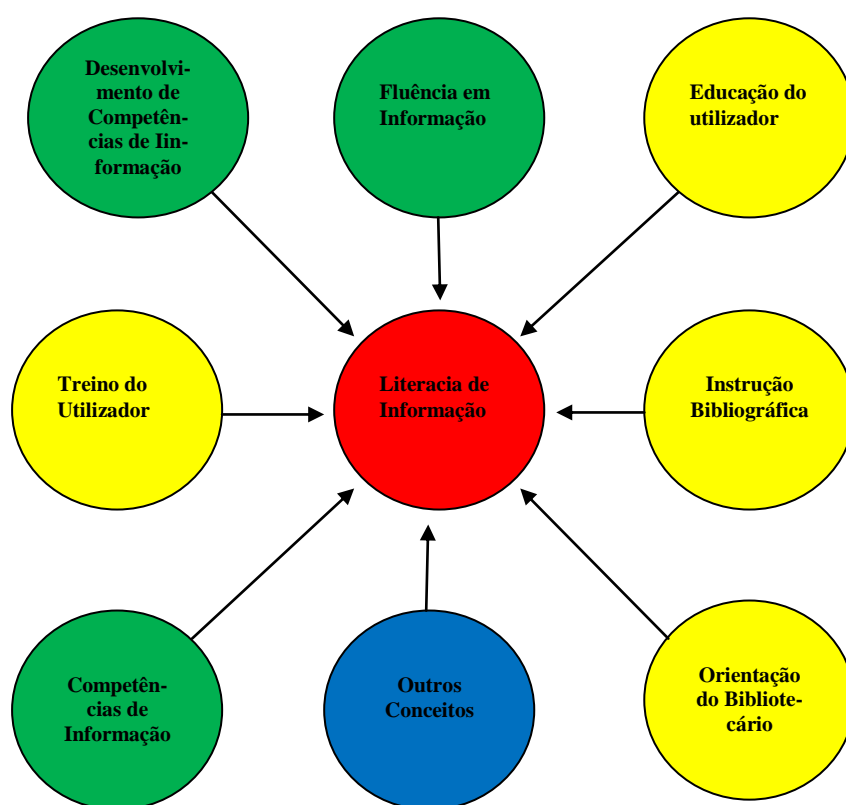 Desenvolvi-
mento de
Competên-
cias de Iin-
formação
Fluência em
Informação
Educação do
utilizador
Treino do
Utilizador
Literacia de
Informação
Instrução
Bibliográfica
Competên-
cias de
Informação
Outros
Conceitos
Orientação
do Bibliote-
cário